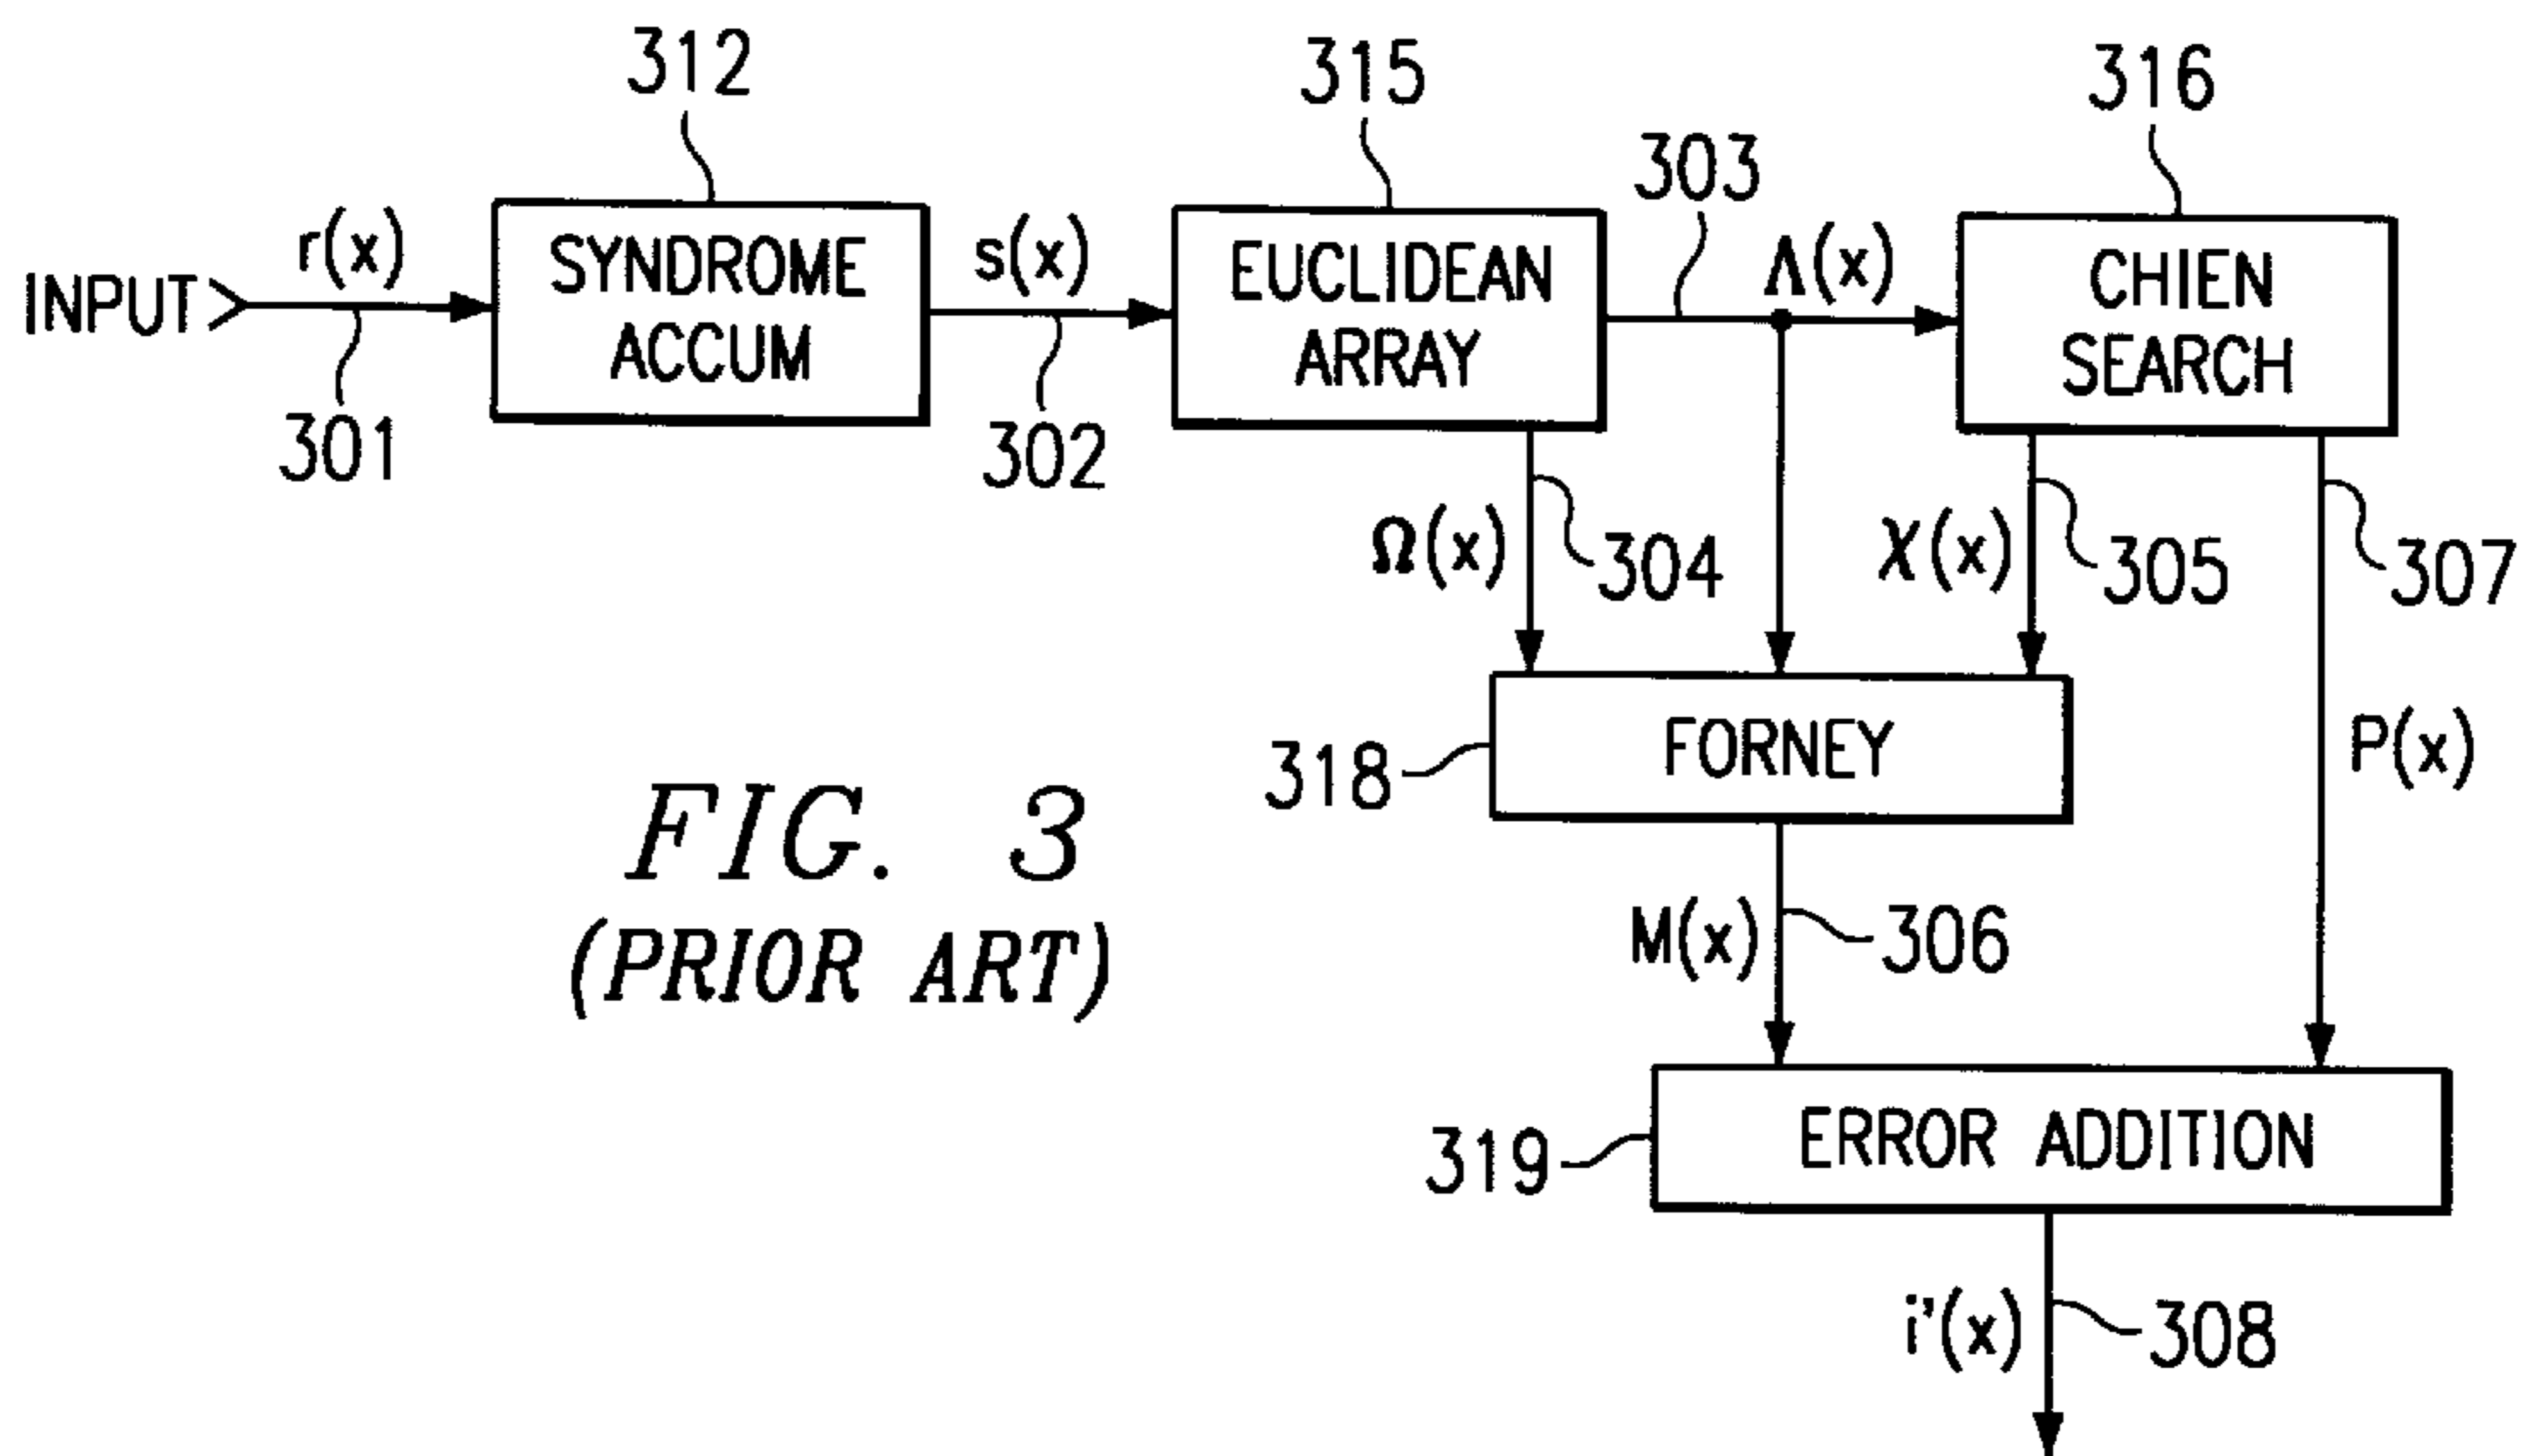 312
315
316
303
INPUT
r(x)
SYNDROME
ACCUM
s(x)
EUCLIDEAN
ARRAY
Λ(x)
CHIEN
SEARCH
301
302
Ω(x)
304
χ(x)
305
307
318
FORNEY
P(x)
FIG. 3
(PRIOR ART)
M(x)
306
319
ERROR ADDITION
i'(x)
308